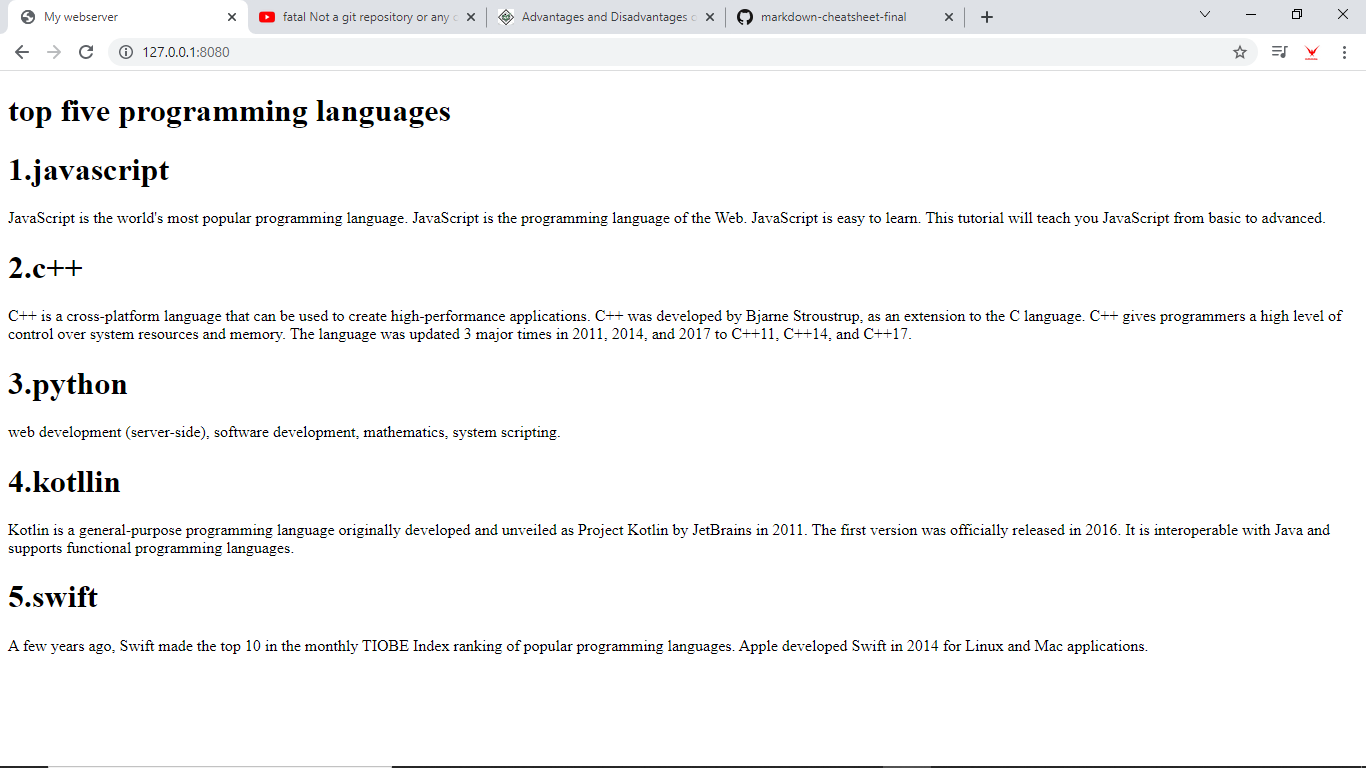 My webserver
fatal Not a git repository or any c
Advantages and Disadvantages o
markdown-cheatsheet-final
127.0.0.1:8080
top five programming languages
1.javascript
JavaScript is the world's most popular programming language. JavaScript is the programming language of the Web. JavaScript is easy to learn. This tutorial will teach you JavaScript from basic to advanced.
2.c++
C++ is a cross-platform language that can be used to create high-performance applications. C++ was developed by Bjarne Stroustrup, as an extension to the C language. C++ gives programmers a high level of
control over system resources and memory. The language was updated 3 major times in 2011, 2014, and 2017 to C++11, C++14, and C++17.
3.python
web development (server-side), software development, mathematics, system scripting.
4.kotllin
Kotlin is a general-purpose programming language originally developed and unveiled as Project Kotlin by JetBrains in 2011. The first version was officially released in 2016. It is interoperable with Java and
supports functional programming languages.
5.swift
A few years ago, Swift made the top 10 in the monthly TIOBE Index ranking of popular programming languages. Apple developed Swift in 2014 for Linux and Mac applications.